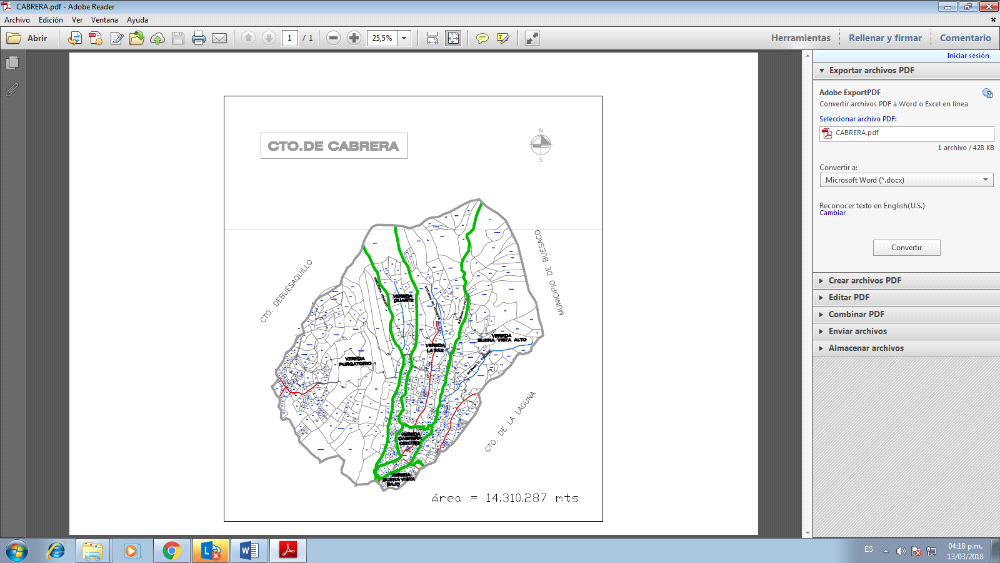 CABRERA.pdf - Adobe Reader
Archivo Edición Ver Ventana Ayuda
Abrir
1 / 1
25,5%
Herramientas
Rellenar y firmar
Comentario
Iniciar sesión
Exportar archivos PDF
Adobe ExportPDF
Convertir archivos PDF a Word o Excel en línea
Seleccionar archivo PDF:
CABRERA.pdf
1 archivo / 428 KB
Convertir a:
Microsoft Word (*.docx)
Reconocer texto en English(U.S.)
Cambiar
Convertir
Crear archivos PDF
Editar PDF
Combinar PDF
Enviar archivos
Almacenar archivos
CTO.DE CABRERA
N
S
CTO. DEBUESAQUILLO
MUNICIPIO DE BUESACO
VEREDA
DUARTE
VEREDA
LA PAZ
VEREDA
BUENA VISTA ALTO
VEREDA
PURGATORIO
CTO. DE LA LAGUNA
VEREDA
CABRERA
CENTRO
VEREDA
BUENA VISTA
BAJO
área = 14.310.287 mts
ES
04:18 p.m.
13/03/2018